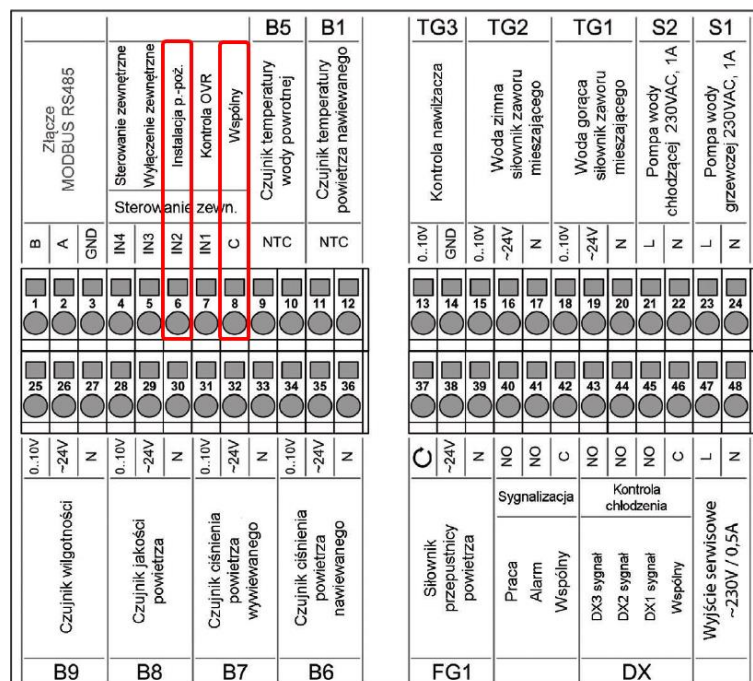 B5
B1
Złącze
MODBUS RS485
Sterowanie zewnętrzne
Wyłączenie zewnętrzne
Instalacja p.-poż.
Kontrola OVR
Wspólny
Sterowanie zewn.
Czujnik temperatury
wody powrotnej
Czujnik temperatury
powietrza nawiewanego
B A GND IN4 IN3 IN2 IN1 C NTC NTC
1 2 3 4 5 6 7 8 9 10 11 12
25 26 27 28 29 30 31 32 33 34 35 36
0..10V ~24V N 0..10V ~24V N 0..10V ~24V N 0..10V ~24V N
Czujnik wilgotności
Czujnik jakości
powietrza
Czujnik ciśnienia
powietrza
wywiewanego
Czujnik ciśnienia
powietrza
nawiewanego
B9 B8 B7 B6
TG3 TG2 TG1 S2 S1
Kontrola nawilżacza
Woda zimna
siłownik zaworu
mieszającego
Woda gorąca
siłownik zaworu
mieszającego
Pompa wody
chłodzącej 230VAC, 1A
Pompa wody
grzewczej 230VAC, 1A
0..10V GND 0..10V ~24V N 0..10V ~24V N L N L N
13 14 15 16 17 18 19 20 21 22 23 24
37 38 39 40 41 42 43 44 45 46 47 48
~24V N NO NO C NO NO NO C L N
Siłownik
przepustnicy
powietrza
Sygnalizacja
Praca
Alarm
Wspólny
Kontrola
chłodzenia
DX3 sygnał
DX2 sygnał
DX1 sygnał
Wspólny
Wyjście serwisowe
~230V / 0,5A
FG1 DX